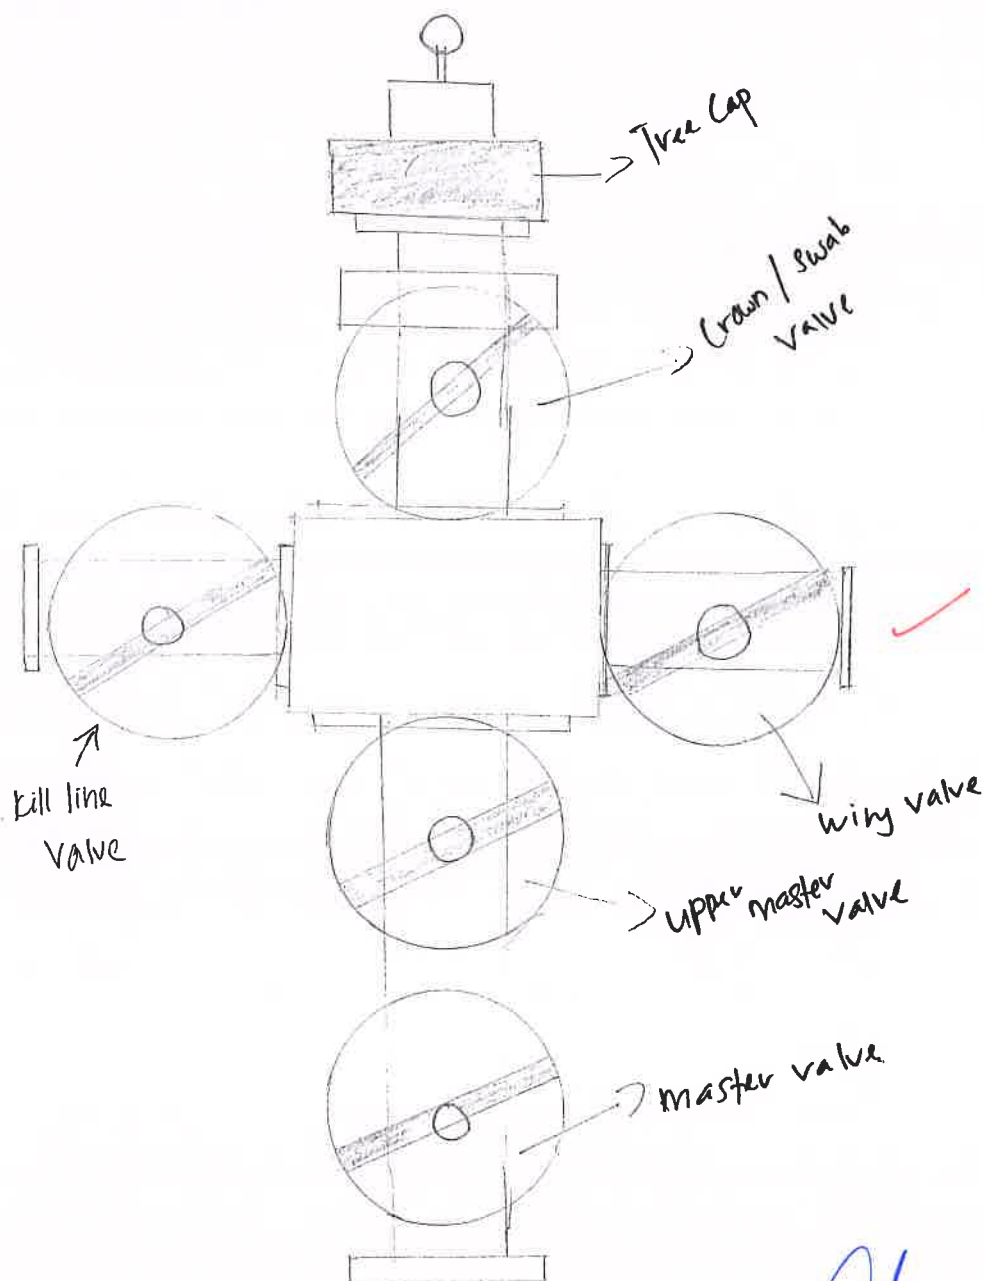 Tree Cap
Crown / swab
valve
kill line
valve
wing valve
upper master
valve
master valve